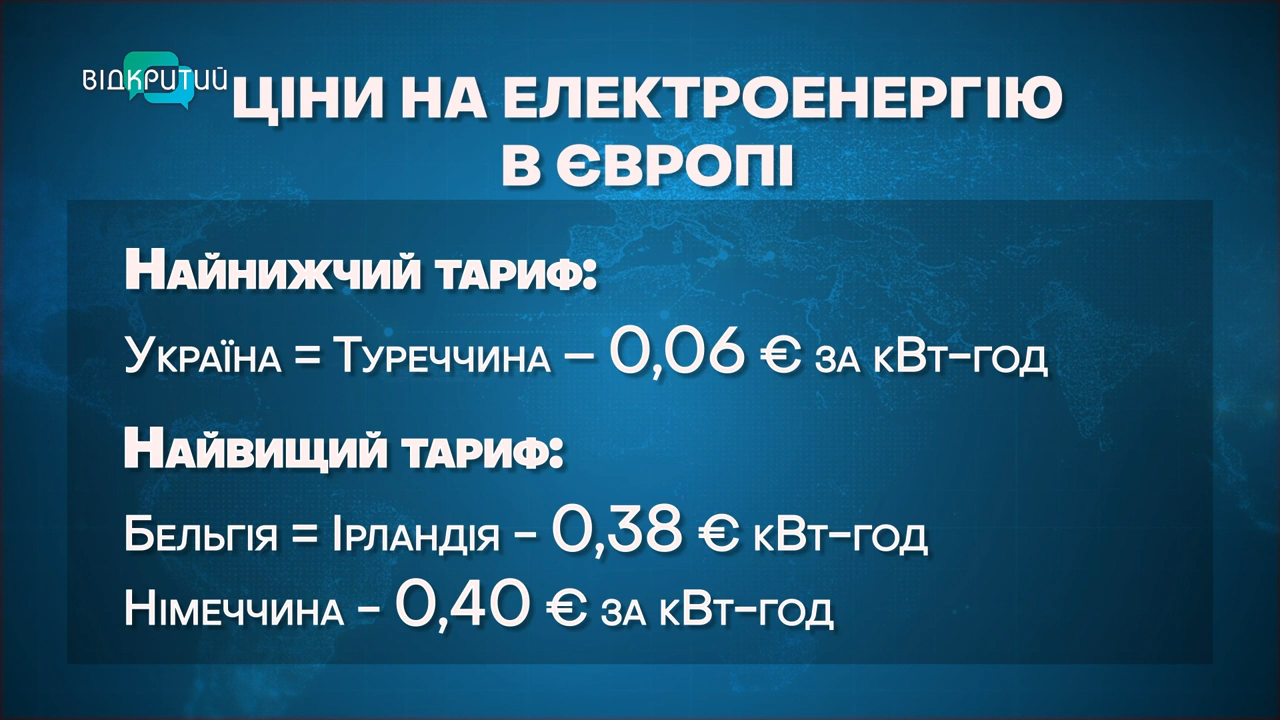 ВІДКРИТИЙ
ЦІНИ НА ЕЛЕКТРОЕНЕРГІЮ
В ЄВРОПІ
НАЙНИЖЧИЙ ТАРИФ:
УКРАЇНА = ТУРЕЧЧИНА – 0,06 € ЗА КВТ-ГОД
НАЙВИЩИЙ ТАРИФ:
БЕЛЬГІЯ = ІРЛАНДІЯ - 0,38 € КВТ-ГОД
НІМЕЧЧИНА - 0,40 € ЗА КВТ-ГОД